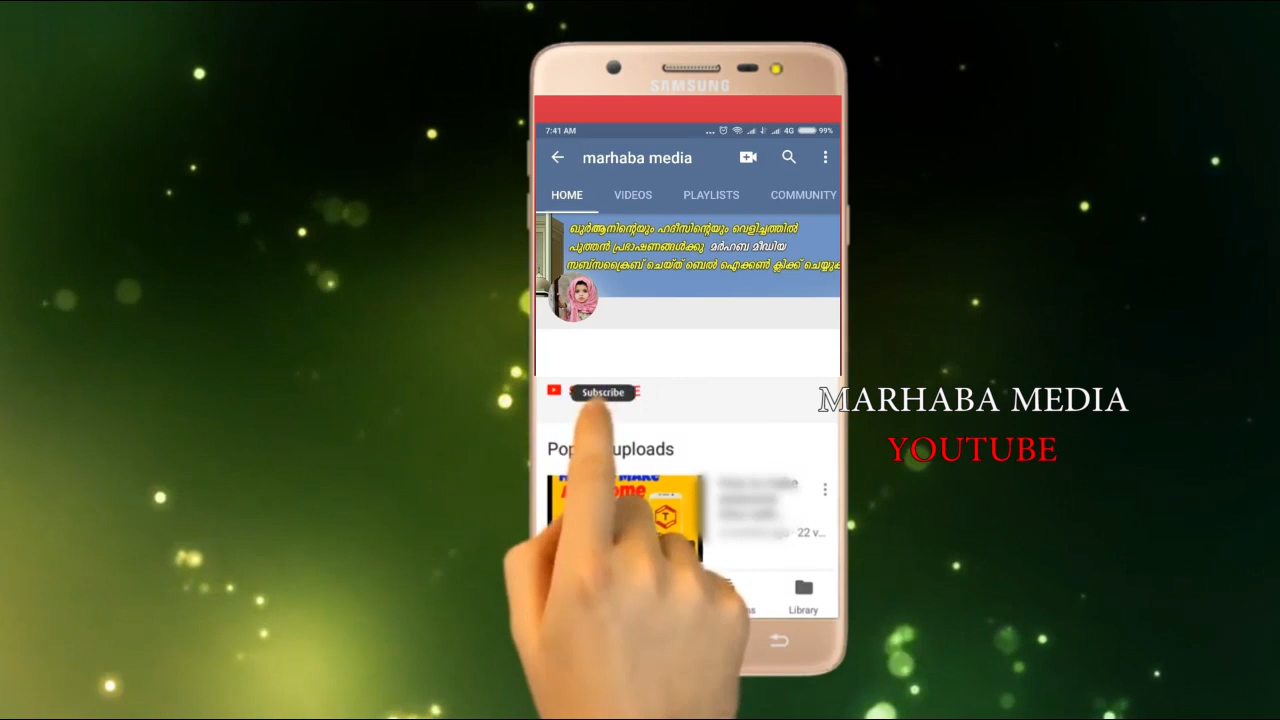 SAMSUNG
7:41 AM
4G
99%
marhaba media
HOME
VIDEOS
PLAYLISTS
COMMUNITY
ഖുർആനിന്റെയും ഹദീസിന്റെയും വെളിച്ചത്തിൽ
പുത്തൻ പ്രഭാഷണങ്ങൾക്കു മർഹബ മീഡിയ
സബ്സക്രൈബ് ചെയ്ത് ബെൽ ഐക്കൺ ക്ലിക്ക് ചെയ്യുക
Subscribe
MARHABA MEDIA
YOUTUBE
uploads
22 v...
Library